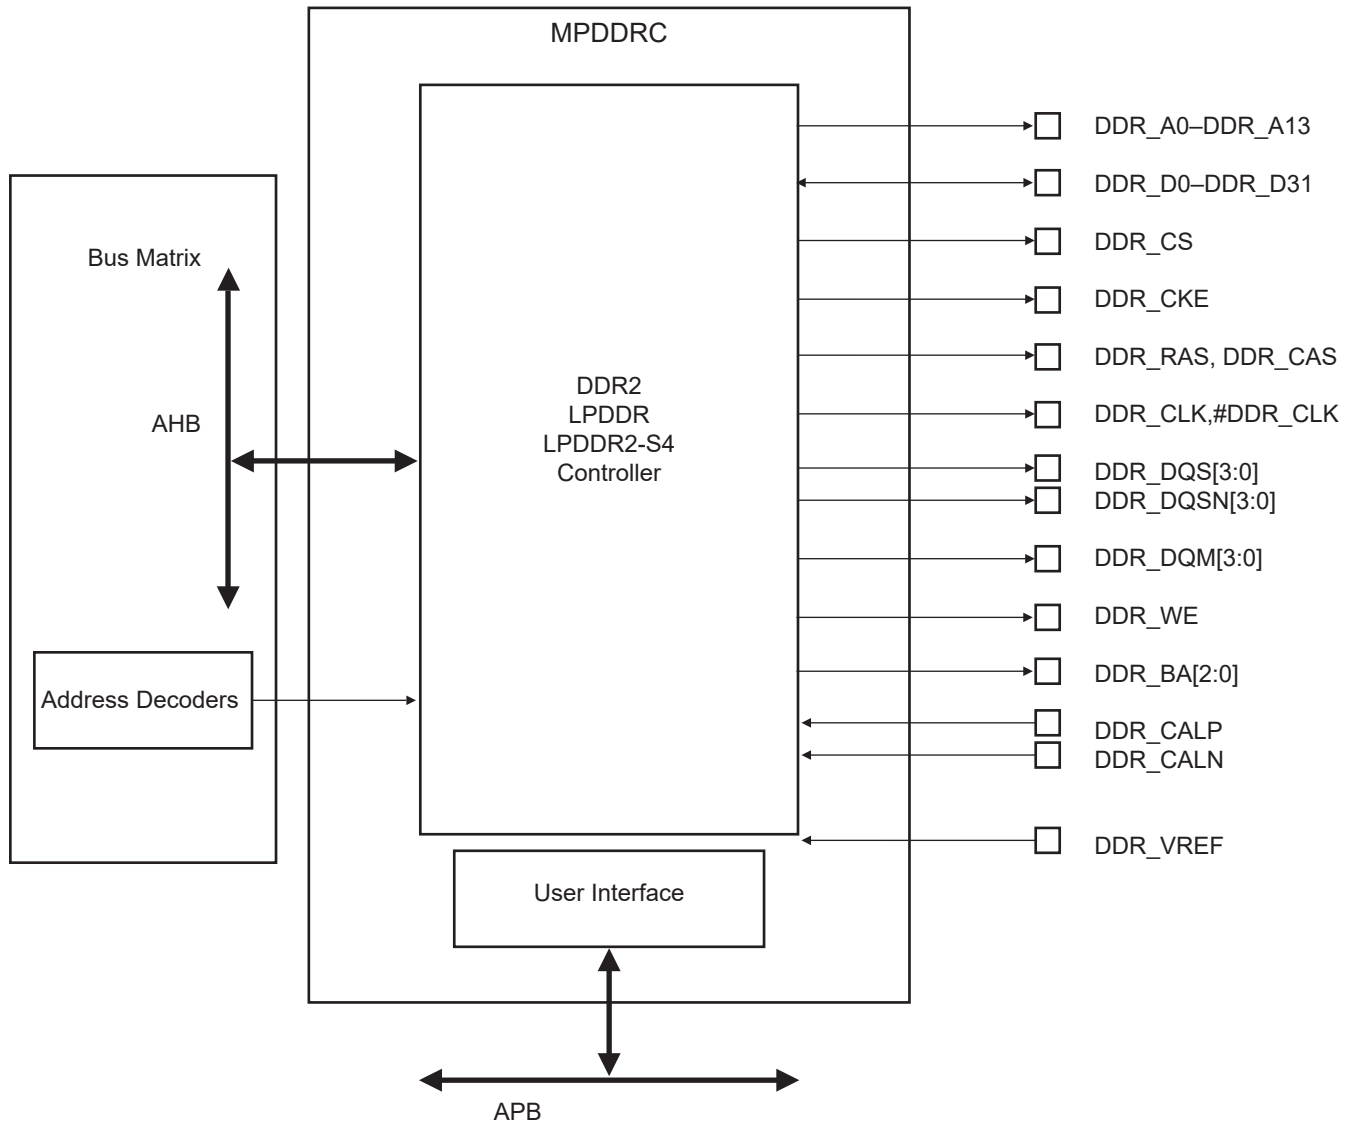 MPDDRC
DDR_A0–DDR_A13
DDR_D0–DDR_D31
DDR_CS
DDR_CKE
DDR_RAS, DDR_CAS
DDR_CLK,#DDR_CLK
DDR_DQS[3:0]
DDR_DQSN[3:0]
DDR_DQM[3:0]
DDR_WE
DDR_BA[2:0]
DDR_CALP
DDR_CALN
DDR_VREF
Bus Matrix
AHB
Address Decoders
DDR2
LPDDR
LPDDR2-S4
Controller
User Interface
APB